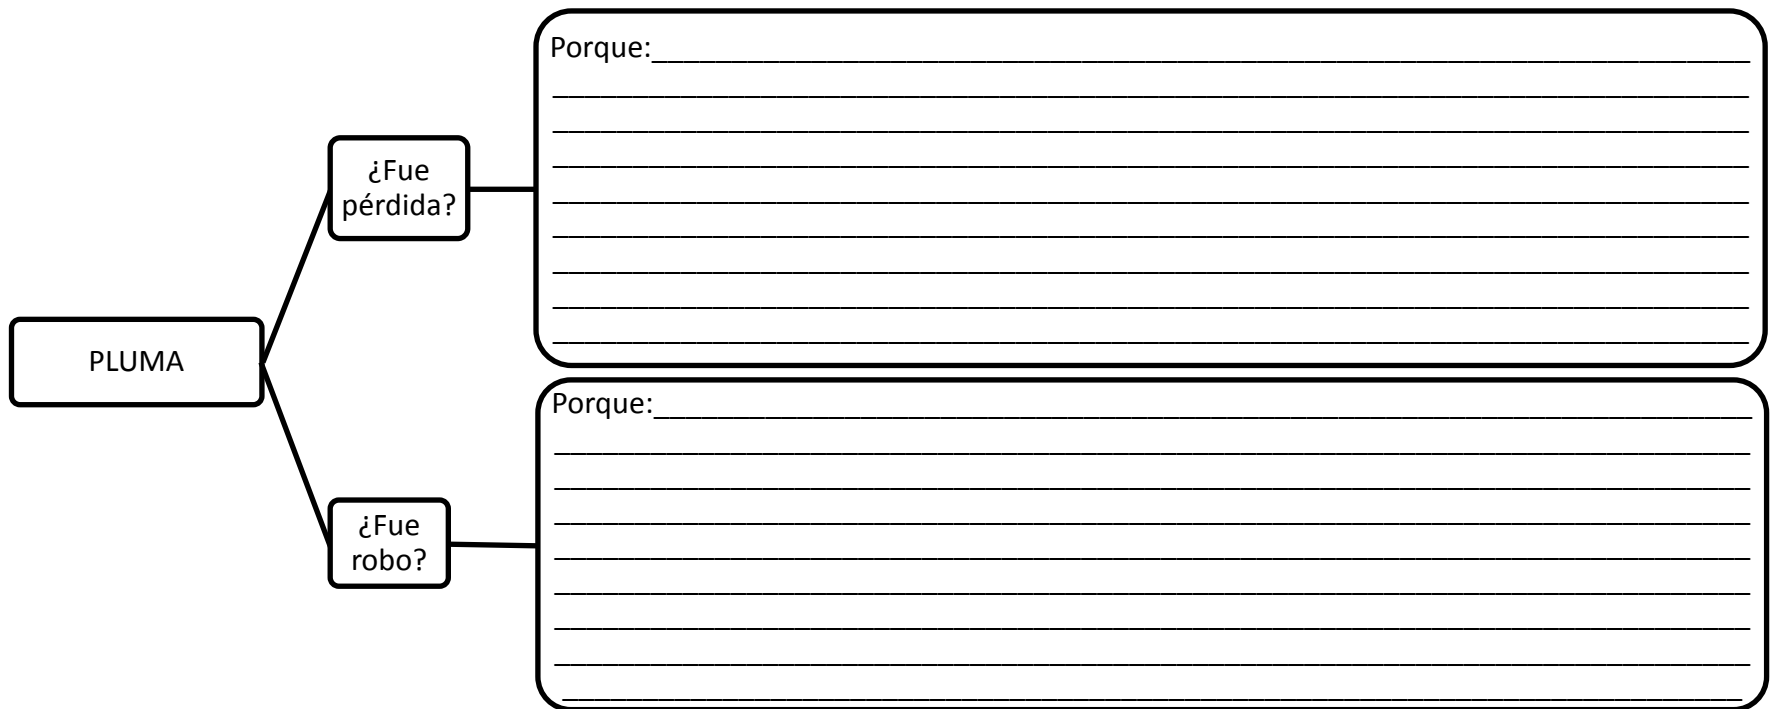 Porque:
¿Fue
pérdida?
PLUMA
Porque:
¿Fue
robo?